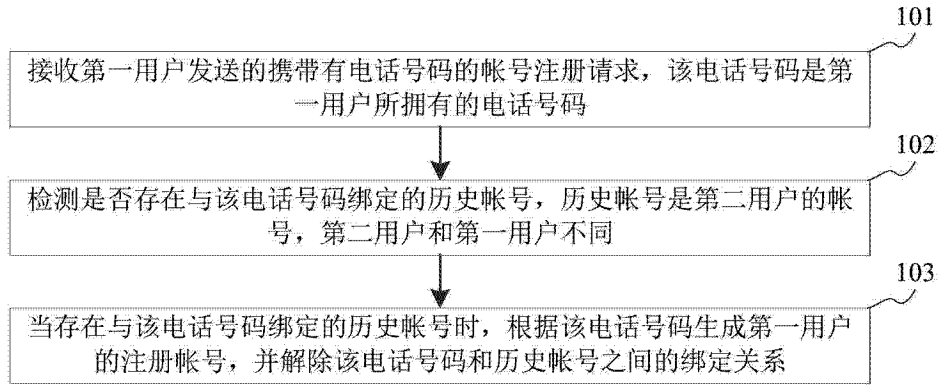 101
接收第一用户发送的携带有电话号码的帐号注册请求，该电话号码是第
一用户所拥有的电话号码
102
检测是否存在与该电话号码绑定的历史帐号，历史帐号是第二用户的帐
号，第二用户和第一用户不同
103
当存在与该电话号码绑定的历史帐号时，根据该电话号码生成第一用户
的注册帐号，并解除该电话号码和历史帐号之间的绑定关系